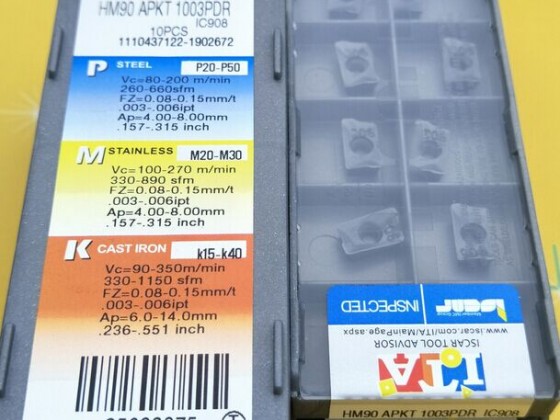 HM90 APKT 1003PDR
IC908
10PCS
1110437122-1902672
P STEEL P20-P50
Vc=80-200 m/min
260-660sfm
FZ=0.08-0.15mm/t
.003-.006ipt
Ap=4.00-8.00mm
.157-.315 inch
M STAINLESS M20-M30
Vc=100-270 m/min
330-890 sfm
FZ=0.08-0.15mm/t
.003-.006ipt
Ap=4.00-8.00mm
.157-.315 inch
K CAST IRON k15-k40
Vc=90-350m/min
330-1150 sfm
FZ=0.08-0.15mm/t
.003-.006ipt
Ap=6.0-14.0mm
.236-.551 inch
iscar
INSPECTED
www.iscar.com/ITA/MainPage.aspx
ISCAR TOOL ADVISOR
ITA
HM90 APKT 1003PDR IC908